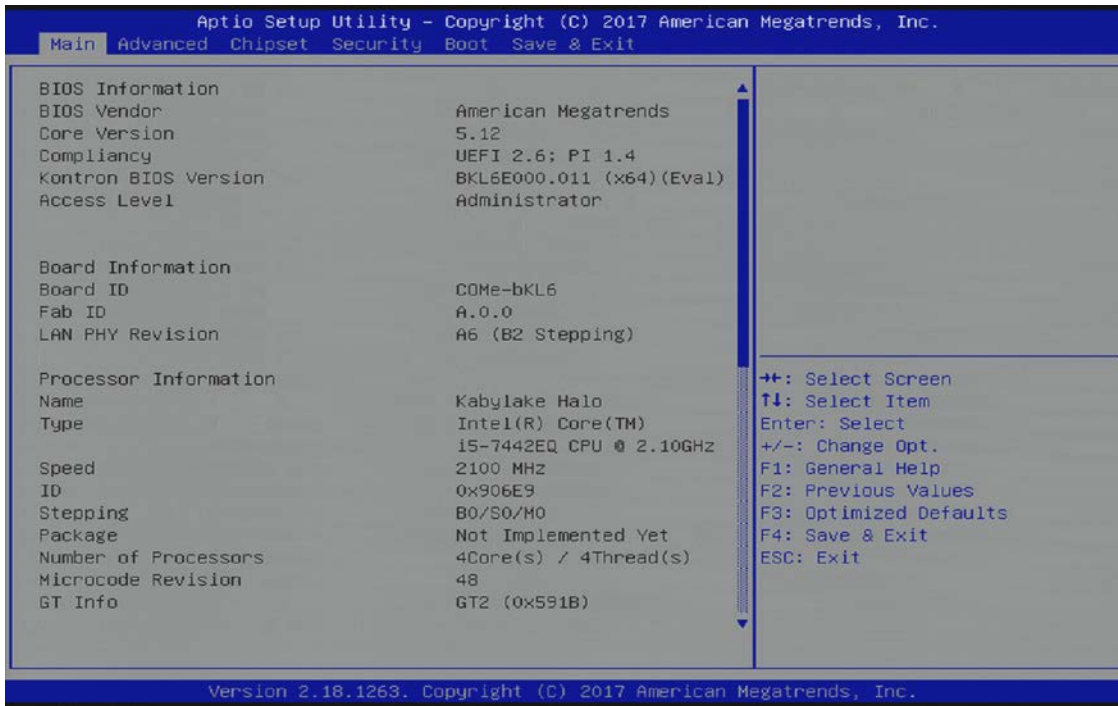 Aptio Setup Utility – Copyright (C) 2017 American Megatrends, Inc.
Main Advanced Chipset Security Boot Save & Exit
BIOS Information
BIOS Vendor American Megatrends
Core Version 5.12
Compliancy UEFI 2.6; PI 1.4
Kontron BIOS Version BKL6E000.011 (x64)(Eval)
Access Level Administrator
Board Information
Board ID COMe-bKL6
Fab ID A.0.0
LAN PHY Revision A6 (B2 Stepping)
Processor Information
Name Kabylake Halo
Type Intel(R) Core(TM)
i5-7442EQ CPU @ 2.10GHz
Speed 2100 MHz
ID 0x906E9
Stepping B0/S0/M0
Package Not Implemented Yet
Number of Processors 4Core(s) / 4Thread(s)
Microcode Revision 48
GT Info GT2 (0x591B)
→←: Select Screen
↑↓: Select Item
Enter: Select
+/-: Change Opt.
F1: General Help
F2: Previous Values
F3: Optimized Defaults
F4: Save & Exit
ESC: Exit
Version 2.18.1263. Copyright (C) 2017 American Megatrends, Inc.